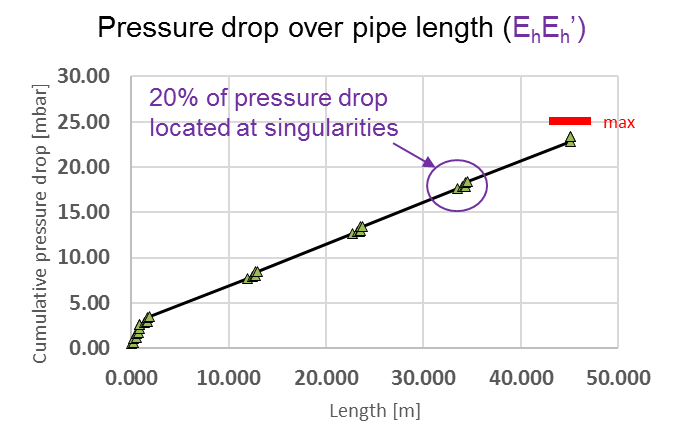 Pressure drop over pipe length (EhEh’)
Cumulative pressure drop [mbar]
30.00
25.00
20.00
15.00
10.00
5.00
0.00
20% of pressure drop
located at singularities
max
0.000
10.000
20.000
30.000
40.000
50.000
Length [m]